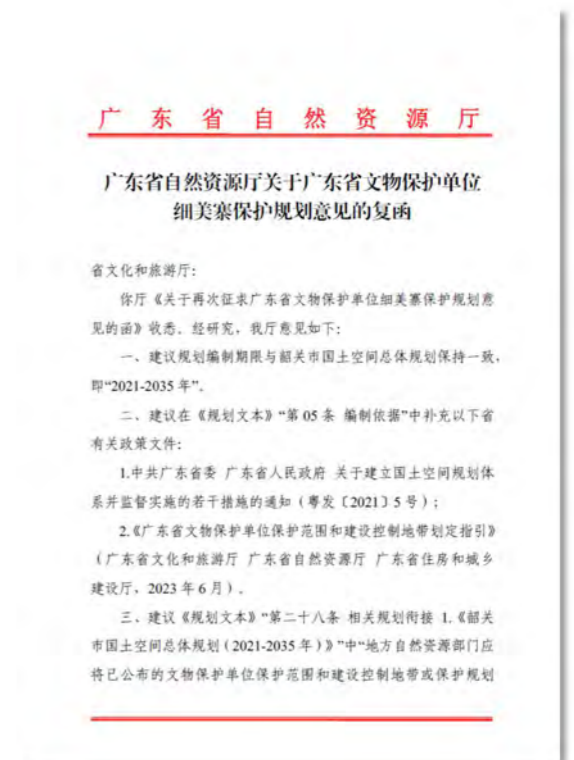 广东省自然资源厅
广东省自然资源厅关于广东省文物保护单位
细美寨保护规划意见的复函
省文化和旅游厅：
你厅《关于再次征求广东省文物保护单位细美寨保护规划意
见的函》收悉。经研究，我厅意见如下：
一、建议规划编制期限与韶关市国土空间总体规划保持一致，
即“2021-2035年”。
二、建议在《规划文本》“第05条 编制依据”中补充以下省
有关政策文件：
1.中共广东省委 广东省人民政府 关于建立国土空间规划体
系并监督实施的若干措施的通知（粤发〔2021〕5号）；
2.《广东省文物保护单位保护范围和建设控制地带划定指引》
（广东省文化和旅游厅 广东省自然资源厅 广东省住房和城乡
建设厅，2023年6月）。
三、建议《规划文本》“第二十八条 相关规划衔接 1.《韶关
市国土空间总体规划（2021-2035年）》”中“地方自然资源部门应
将已公布的文物保护单位保护范围和建设控制地带或保护规划